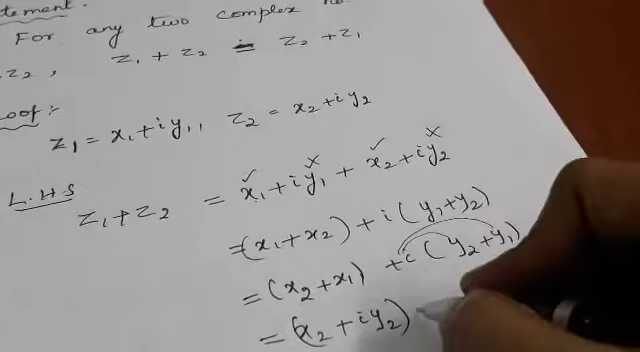 tement.
For any two complex no.
z2, z1 + z2 = z2 + z1
oof:-
z1 = x1 + iy1, z2 = x2 + iy2
L.H.S
z1 + z2 = x1 + iy1 + x2 + iy2
= (x1 + x2) + i(y1 + y2)
= (x2 + x1) + i(y2 + y1)
= (x2 + iy2)